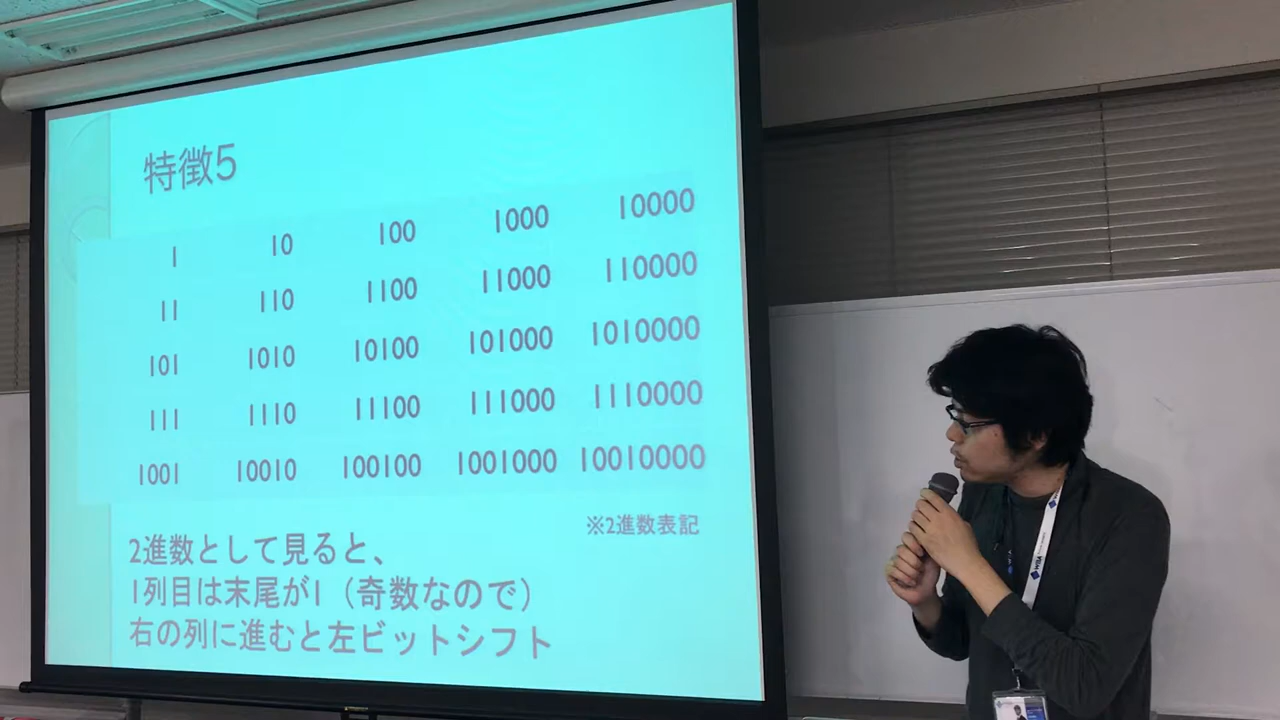 特徴5
1 10 100 1000 10000
11 110 1100 11000 110000
101 1010 10100 101000 1010000
111 1110 11100 111000 1110000
1001 10010 100100 1001000 10010000
※2進数表記
2進数として見ると、
1列目は末尾が1（奇数なので）
右の列に進むと左ビットシフト